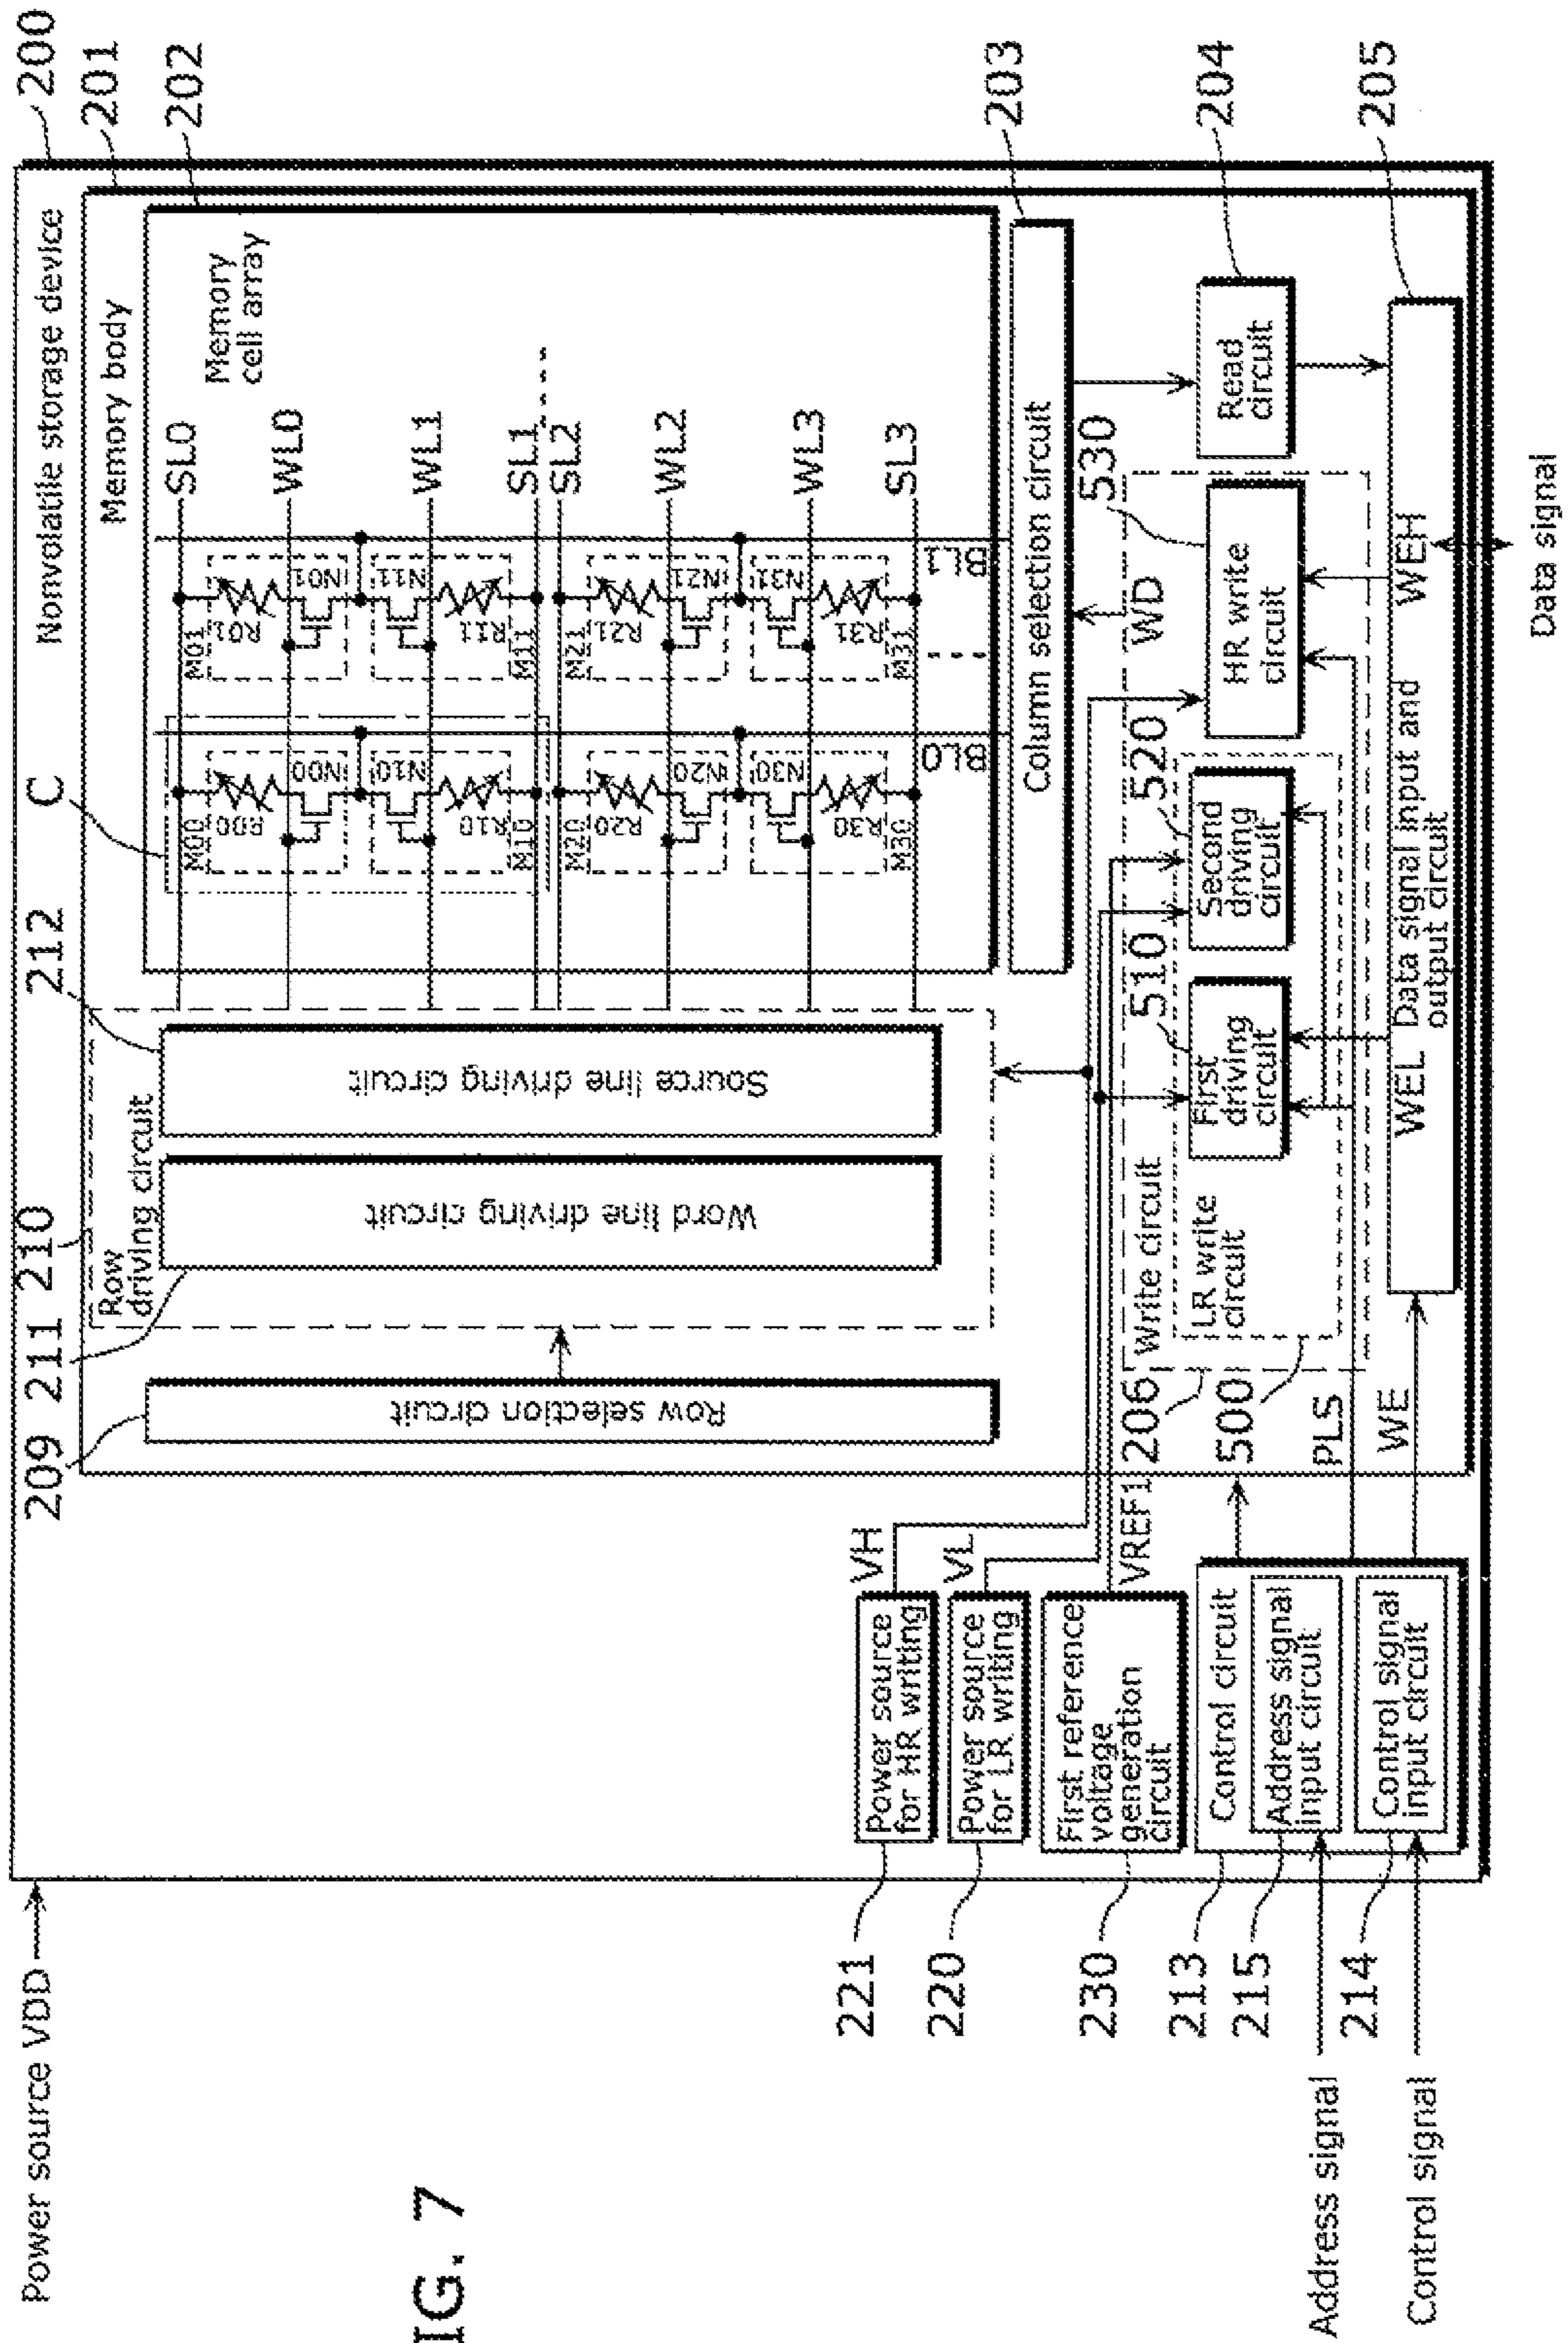 IG. 7
Power source VDD
Nonvolatile storage device
200
201
202
203
204
205
Memory body
Memory
cell array
C
212
210
211
209
Row
driving circuit
Row selection circuit
Word line driving circuit
Source line driving circuit
SL0
WL0
WL1
SL1
SL2
WL2
WL3
SL3
M00
R00
N00
M01
R01
N01
N10
R10
M10
N11
R11
M11
M20
R20
N20
M21
R21
N21
N30
R30
M30
N31
R31
M31
BL0
BL1
Column selection circuit
221
Power source
for HR writing
VH
220
Power source
for LR writing
VL
230
First reference
voltage
generation
circuit
VREF1
206
Write circuit
WD
500
LR write
circuit
510
First
driving
circuit
520
Second
driving
circuit
530
HR write
circuit
Read
circuit
213
Control circuit
215
Address signal
input circuit
214
Control signal
input circuit
PLS
WE
WEL
Data signal input and
output circuit
WEH
Address signal
Control signal
Data signal